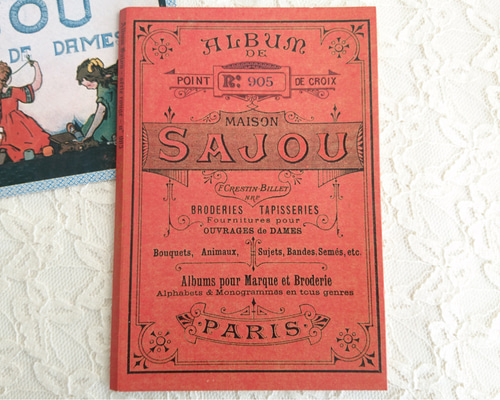 OU
DE DAMES
ALBUM
DE
POINT Rs: 905 DE CROIX
MAISON
SAJOU
F. CRESTIN-BILLET
BRODERIES TAPISSERIES
Fournitures pour
OUVRAGES de DAMES
Bouquets, Animaux, Sujets, Bandes, Semés, etc.
Albums pour Marque et Broderie
Alphabets & Monogrammes en tous genres
PARIS